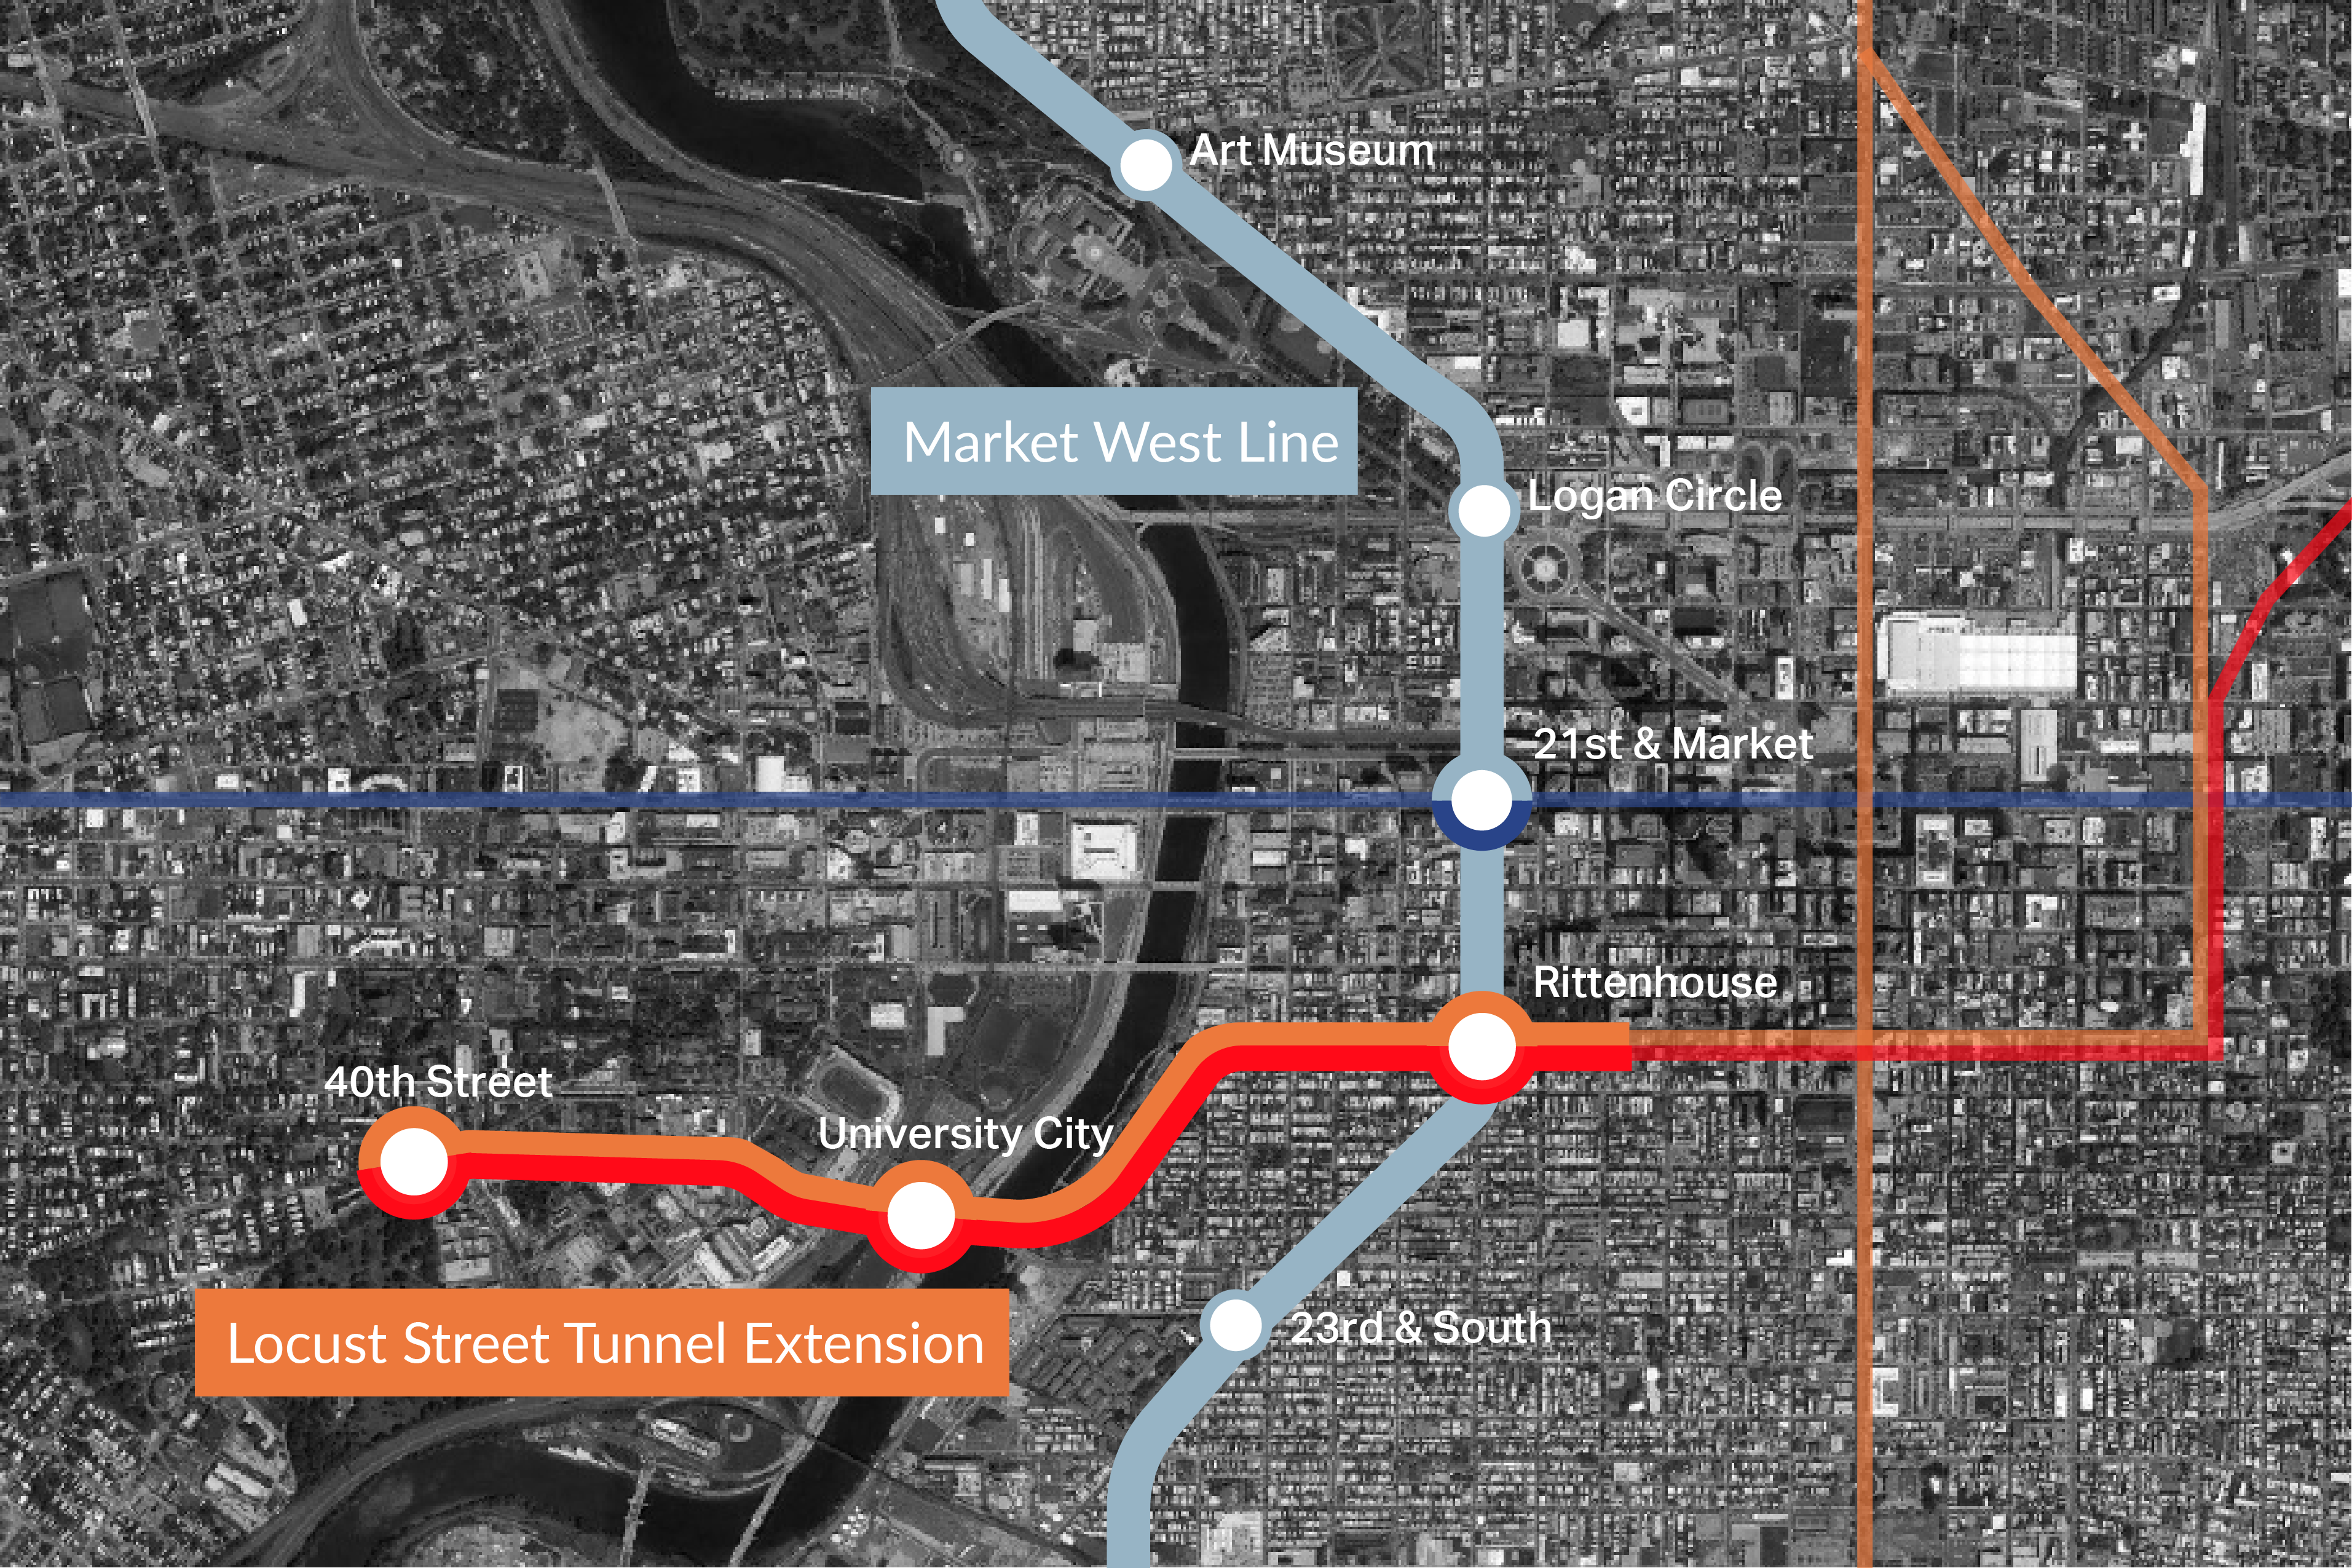 Art Museum
Market West Line
Logan Circle
21st & Market
Rittenhouse
40th Street
University City
23rd & South
Locust Street Tunnel Extension